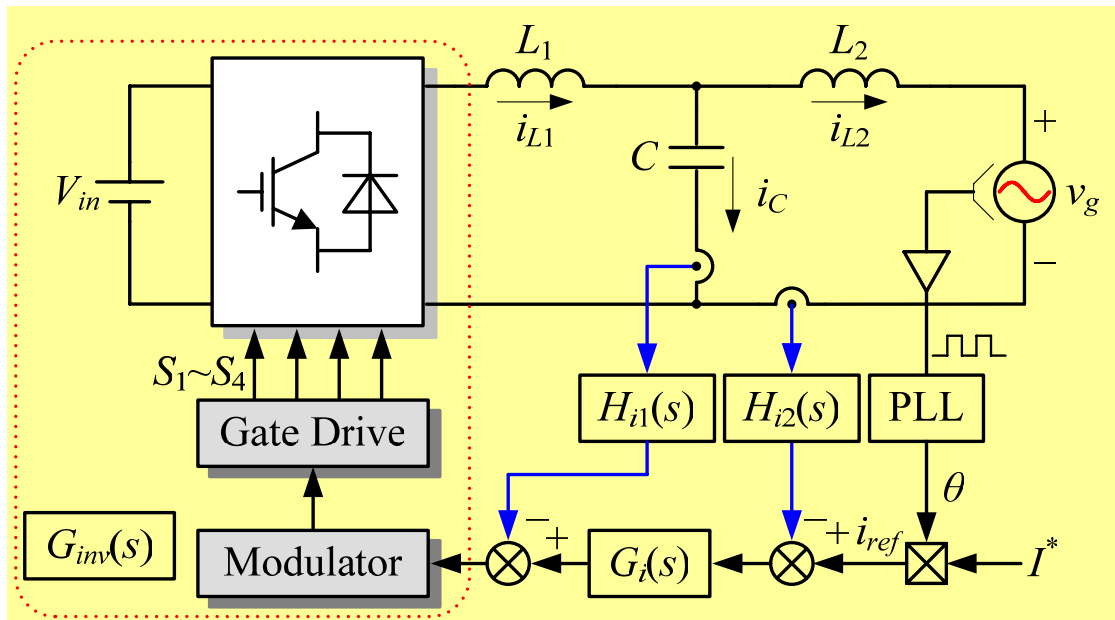 L1
L2
iL1
iL2
Vin
C
iC
+
vg
−
S1~S4
Hi1(s)
Hi2(s)
PLL
Gate Drive
θ
Ginv(s)
Modulator
−
+
Gi(s)
−
+
iref
I*